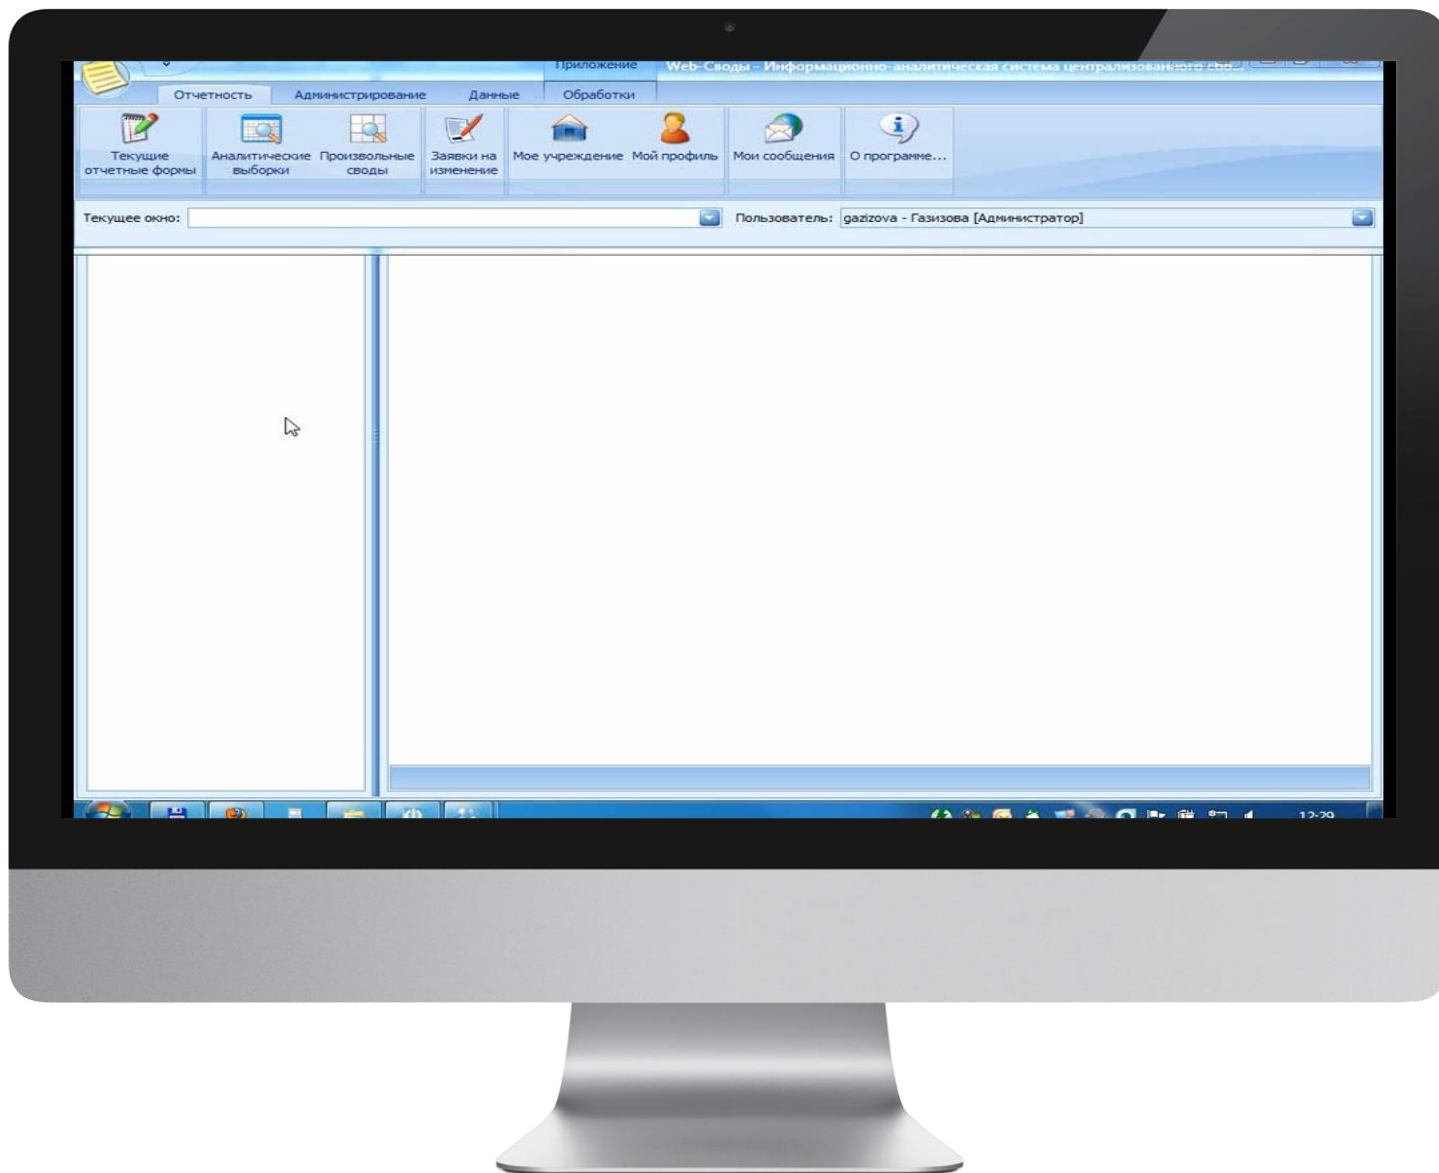 Приложение
Web-Своды - Информационно-аналитическая система централизованного сбо...
Отчетность Администрирование Данные Обработки
Текущие отчетные формы
Аналитические выборки
Произвольные своды
Заявки на изменение
Мое учреждение
Мой профиль
Мои сообщения
О программе...
Текущее окно: Пользователь: gazizova - Газизова [Администратор]
12:29